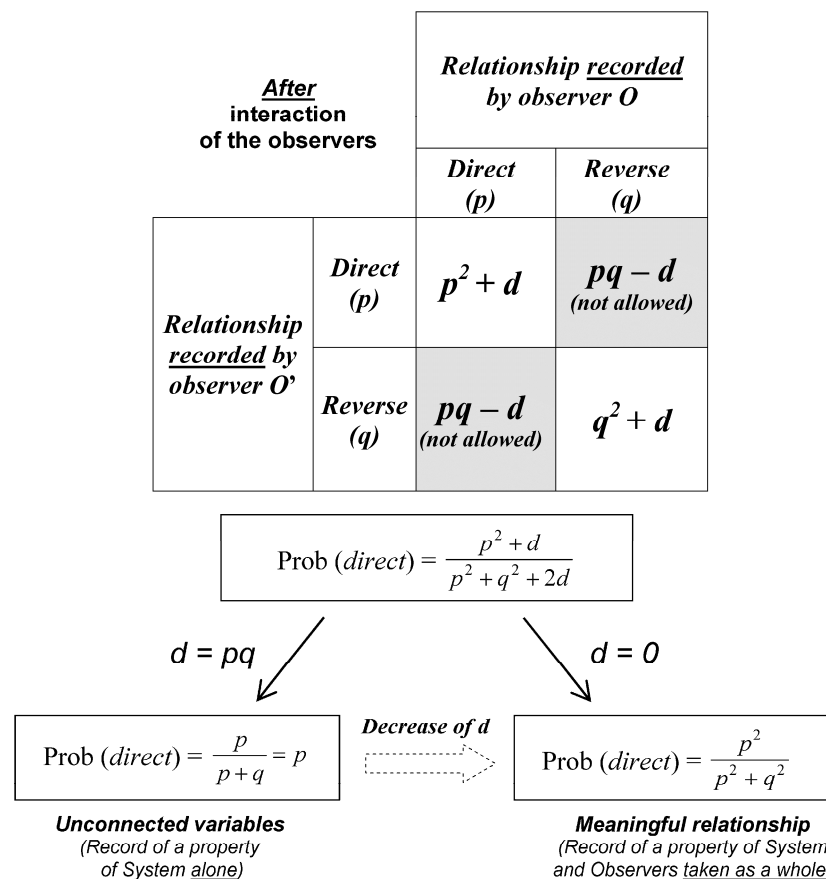 After
interaction
of the observers
Relationship recorded
by observer O
Direct
(p)
Reverse
(q)
Relationship
recorded by
observer O’
Direct
(p)
p² + d
pq – d
(not allowed)
Reverse
(q)
pq – d
(not allowed)
q² + d
Prob (direct) = (p² + d) / (p² + q² + 2d)
d = pq
d = 0
Prob (direct) = p / (p + q) = p
Decrease of d
Prob (direct) = p² / (p² + q²)
Unconnected variables
(Record of a property
of System alone)
Meaningful relationship
(Record of a property of System
and Observers taken as a whole